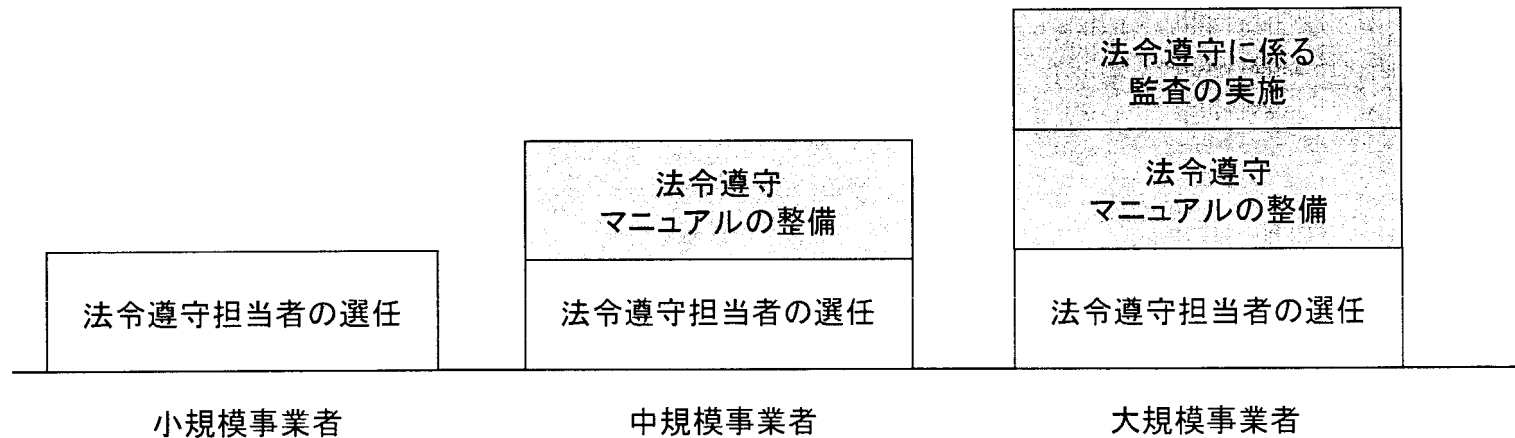 法令遵守に係る
監査の実施
法令遵守
マニュアルの整備
法令遵守
マニュアルの整備
法令遵守担当者の選任
法令遵守担当者の選任
法令遵守担当者の選任
小規模事業者
中規模事業者
大規模事業者